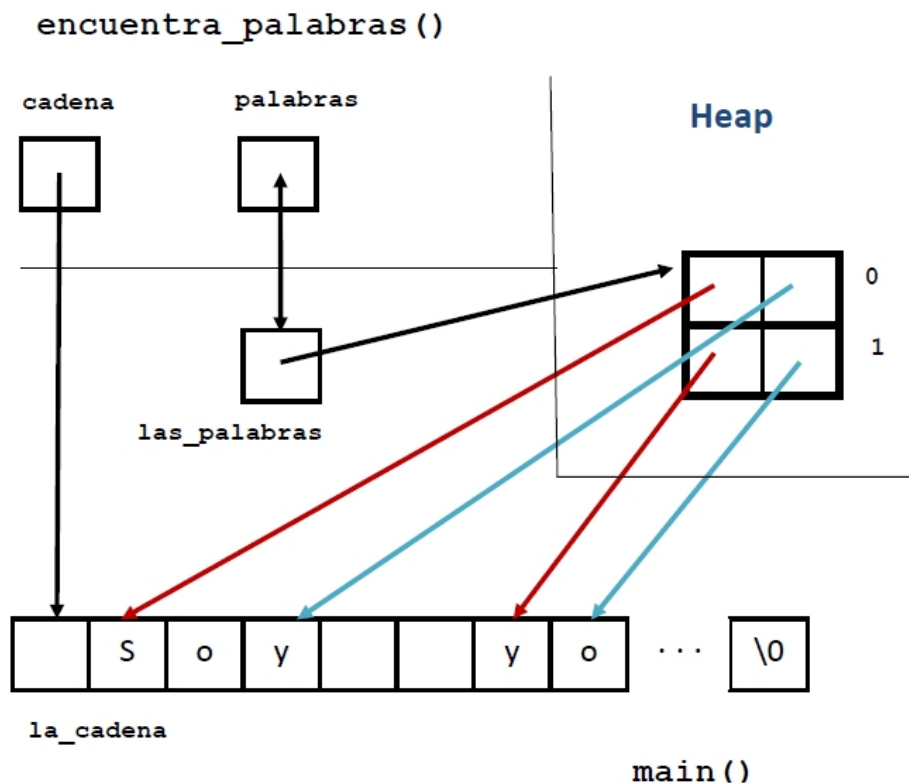 encuentra_palabras()
cadena
palabras
Heap
0
1
las_palabras
S o y y o ... \0
la_cadena
main()